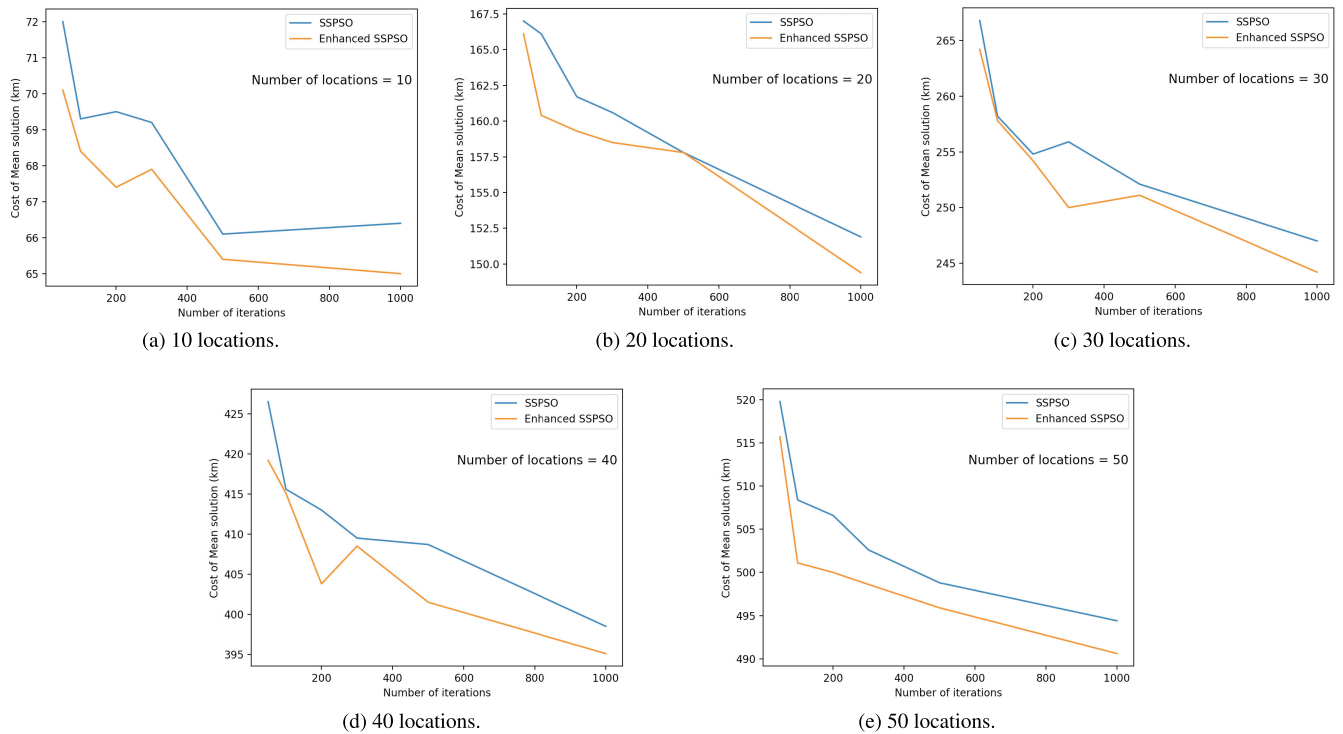 72
71
70
69
68
67
66
65
Cost of Mean solution (km)
SSPSO
Enhanced SSPSO
Number of locations = 10
200 400 600 800 1000
Number of iterations
(a) 10 locations.
167.5
165.0
162.5
160.0
157.5
155.0
152.5
150.0
Cost of Mean solution (km)
SSPSO
Enhanced SSPSO
Number of locations = 20
200 400 600 800 1000
Number of iterations
(b) 20 locations.
265
260
255
250
245
Cost of Mean solution (km)
SSPSO
Enhanced SSPSO
Number of locations = 30
200 400 600 800 1000
Number of iterations
(c) 30 locations.
425
420
415
410
405
400
395
Cost of Mean solution (km)
SSPSO
Enhanced SSPSO
Number of locations = 40
200 400 600 800 1000
Number of iterations
(d) 40 locations.
520
515
510
505
500
495
490
Cost of Mean solution (km)
SSPSO
Enhanced SSPSO
Number of locations = 50
200 400 600 800 1000
Number of iterations
(e) 50 locations.